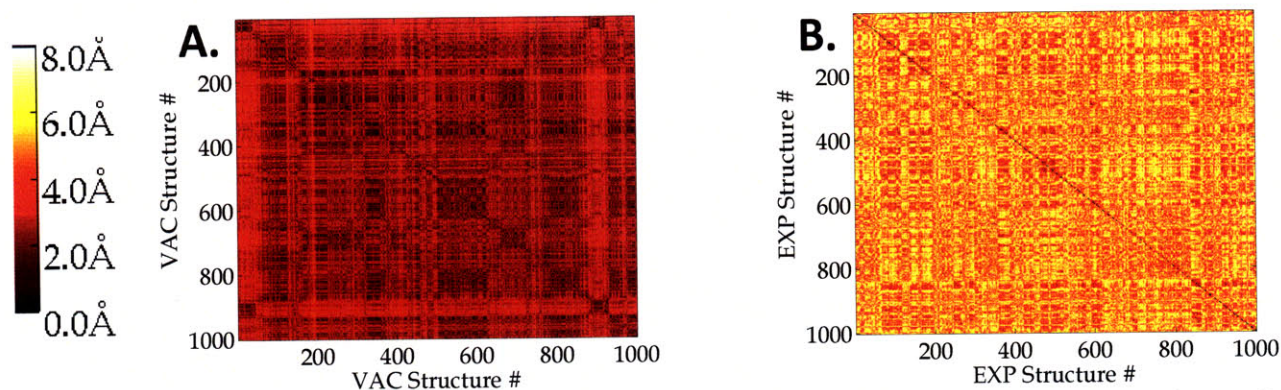 8.0Å
6.0Å
4.0Å
2.0Å
0.0Å
A.
VAC Structure #
200
400
600
800
1000
200 400 600 800 1000
VAC Structure #
B.
EXP Structure #
200
400
600
800
1000
200 400 600 800 1000
EXP Structure #